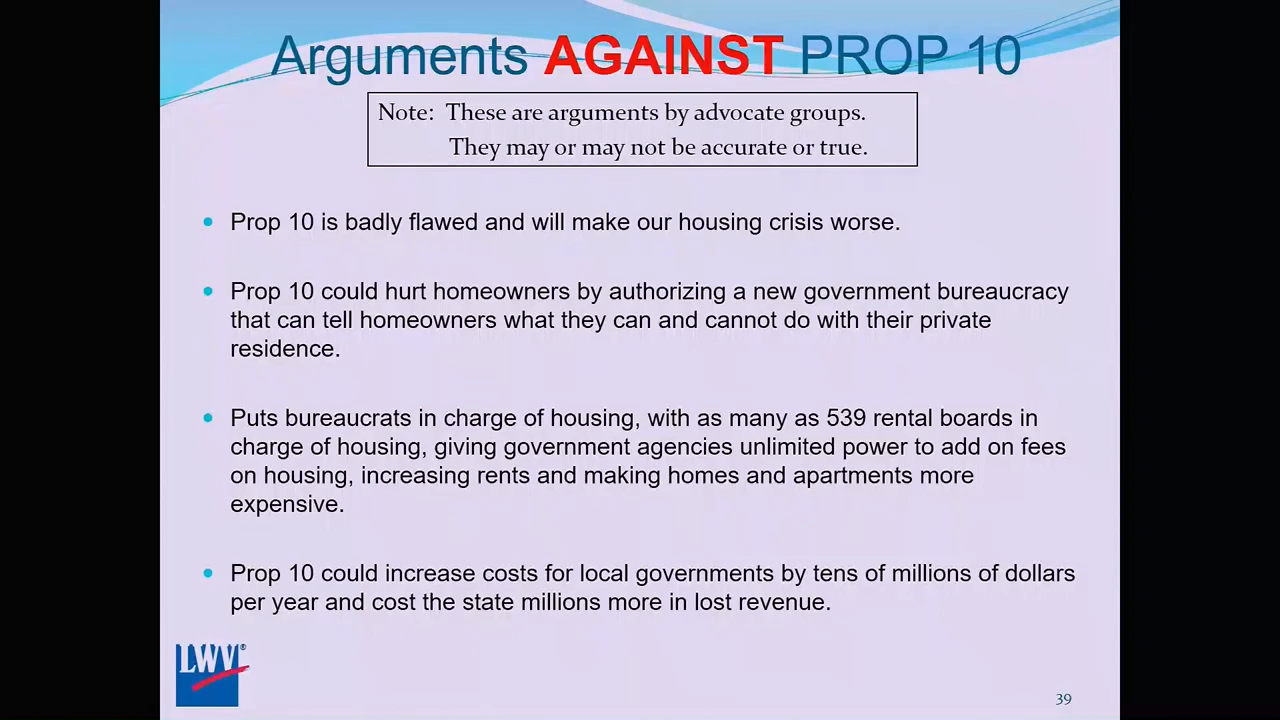 Arguments AGAINST PROP 10
Note: These are arguments by advocate groups.
They may or may not be accurate or true.
• Prop 10 is badly flawed and will make our housing crisis worse.
• Prop 10 could hurt homeowners by authorizing a new government bureaucracy
that can tell homeowners what they can and cannot do with their private
residence.
• Puts bureaucrats in charge of housing, with as many as 539 rental boards in
charge of housing, giving government agencies unlimited power to add on fees
on housing, increasing rents and making homes and apartments more
expensive.
• Prop 10 could increase costs for local governments by tens of millions of dollars
per year and cost the state millions more in lost revenue.
LWV®
39